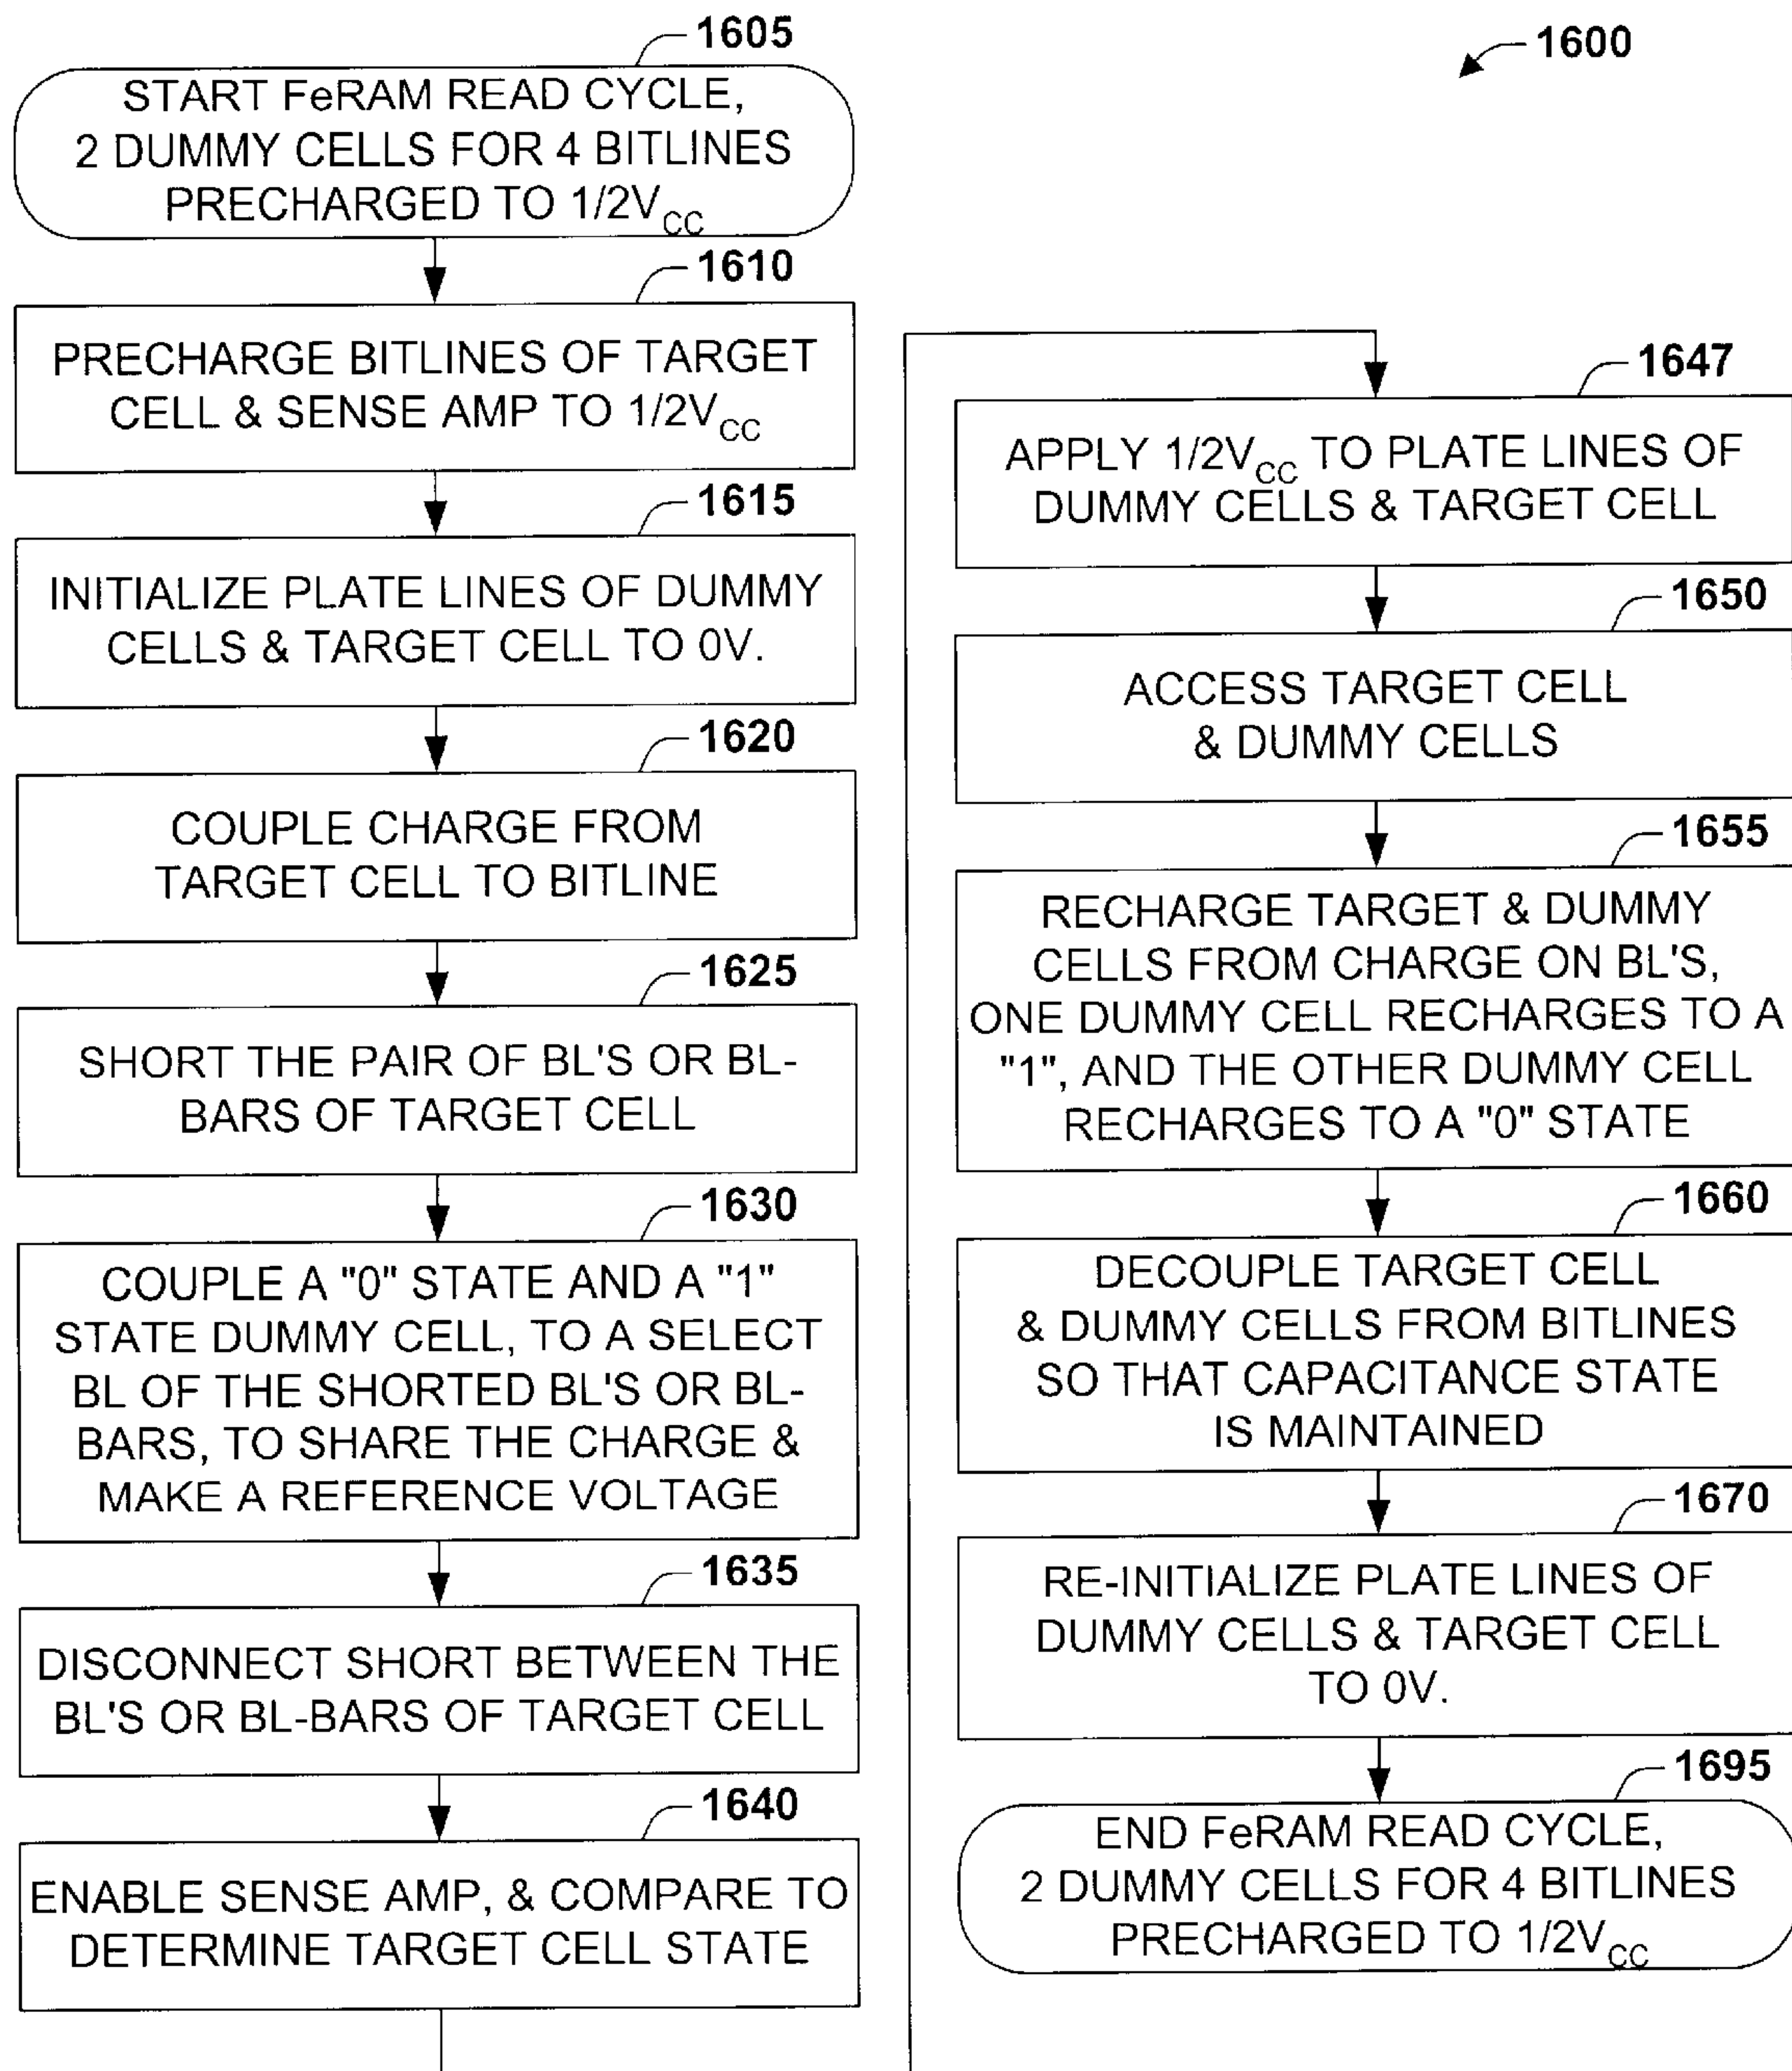 1600
1605
START FeRAM READ CYCLE,
2 DUMMY CELLS FOR 4 BITLINES
PRECHARGED TO 1/2VCC
1610
PRECHARGE BITLINES OF TARGET
CELL & SENSE AMP TO 1/2VCC
1615
INITIALIZE PLATE LINES OF DUMMY
CELLS & TARGET CELL TO 0V.
1620
COUPLE CHARGE FROM
TARGET CELL TO BITLINE
1625
SHORT THE PAIR OF BL'S OR BL-
BARS OF TARGET CELL
1630
COUPLE A "0" STATE AND A "1"
STATE DUMMY CELL, TO A SELECT
BL OF THE SHORTED BL'S OR BL-
BARS, TO SHARE THE CHARGE &
MAKE A REFERENCE VOLTAGE
1635
DISCONNECT SHORT BETWEEN THE
BL'S OR BL-BARS OF TARGET CELL
1640
ENABLE SENSE AMP, & COMPARE TO
DETERMINE TARGET CELL STATE
1647
APPLY 1/2VCC TO PLATE LINES OF
DUMMY CELLS & TARGET CELL
1650
ACCESS TARGET CELL
& DUMMY CELLS
1655
RECHARGE TARGET & DUMMY
CELLS FROM CHARGE ON BL'S,
ONE DUMMY CELL RECHARGES TO A
"1", AND THE OTHER DUMMY CELL
RECHARGES TO A "0" STATE
1660
DECOUPLE TARGET CELL
& DUMMY CELLS FROM BITLINES
SO THAT CAPACITANCE STATE
IS MAINTAINED
1670
RE-INITIALIZE PLATE LINES OF
DUMMY CELLS & TARGET CELL
TO 0V.
1695
END FeRAM READ CYCLE,
2 DUMMY CELLS FOR 4 BITLINES
PRECHARGED TO 1/2VCC